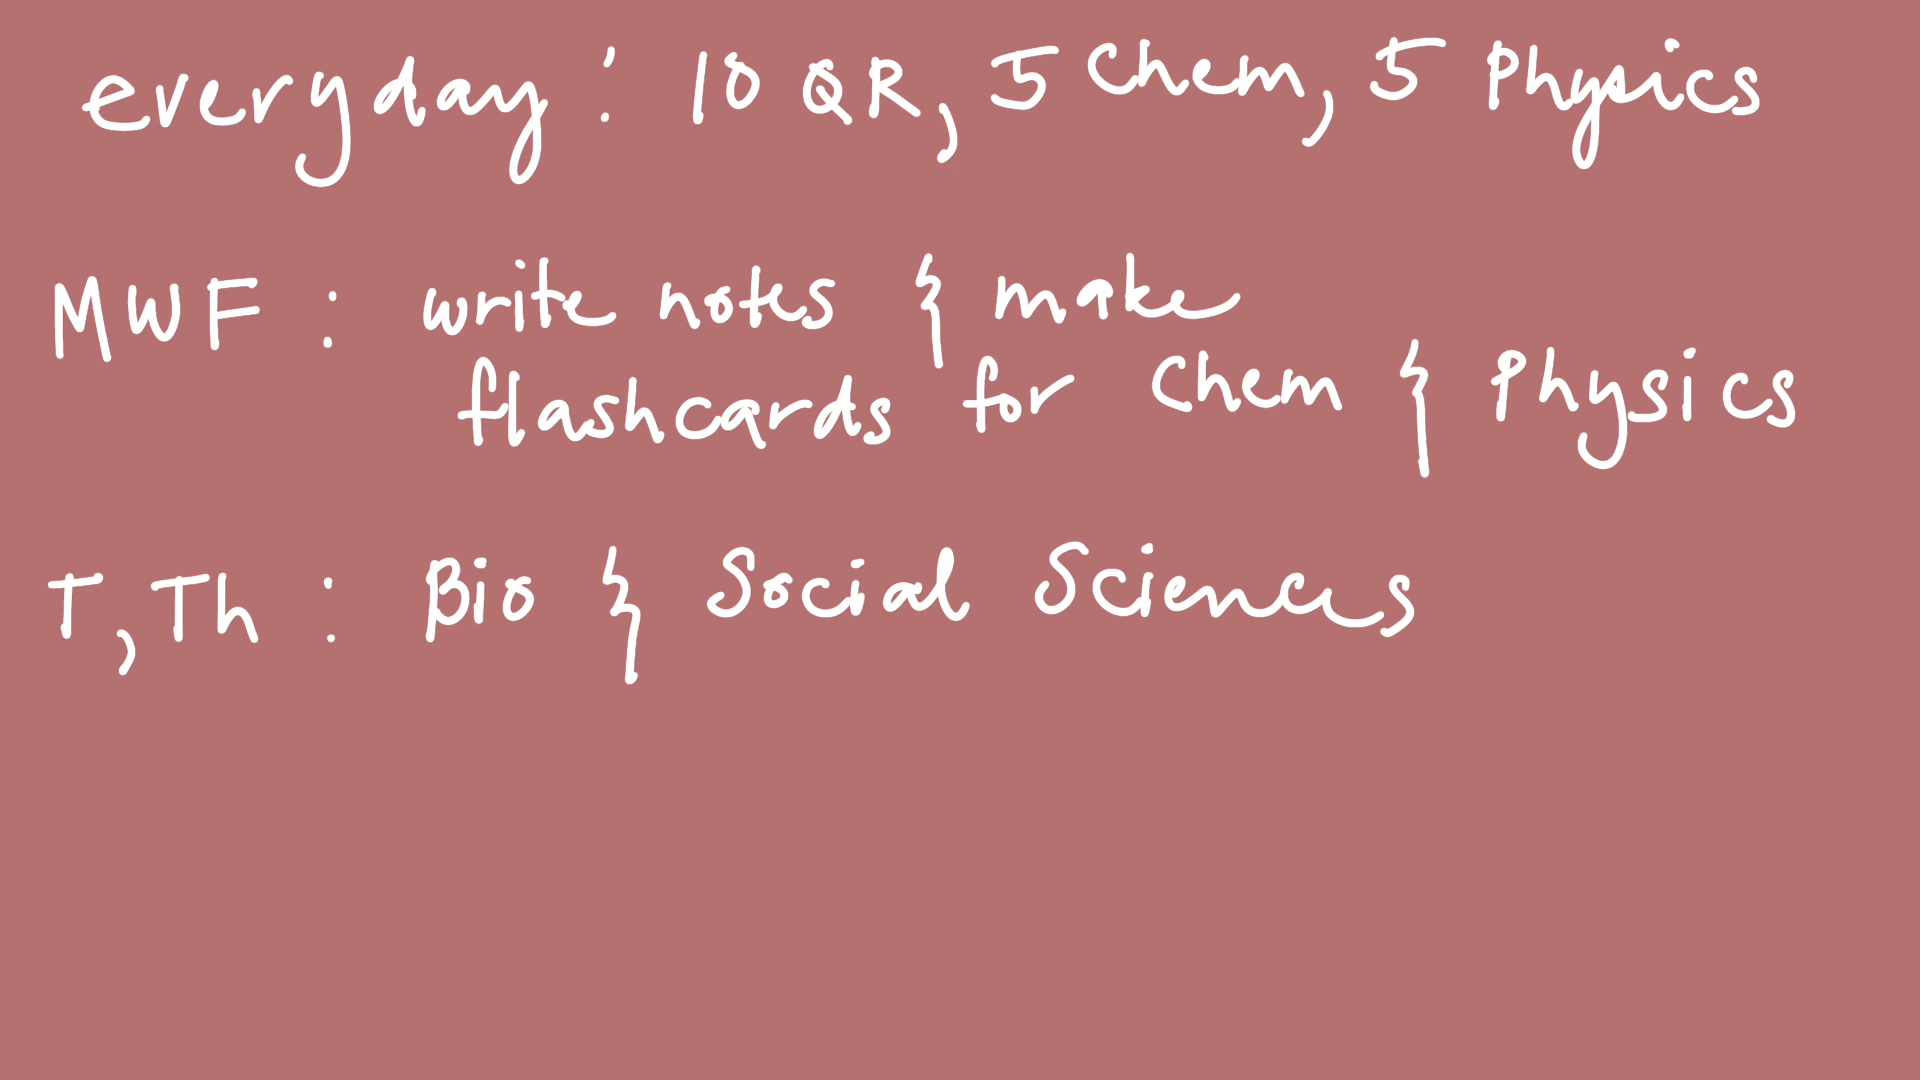 everyday : 10 QR, 5 Chem, 5 Physics
MWF : write notes & make
flashcards for Chem & Physics
T, Th : Bio & Social Sciences